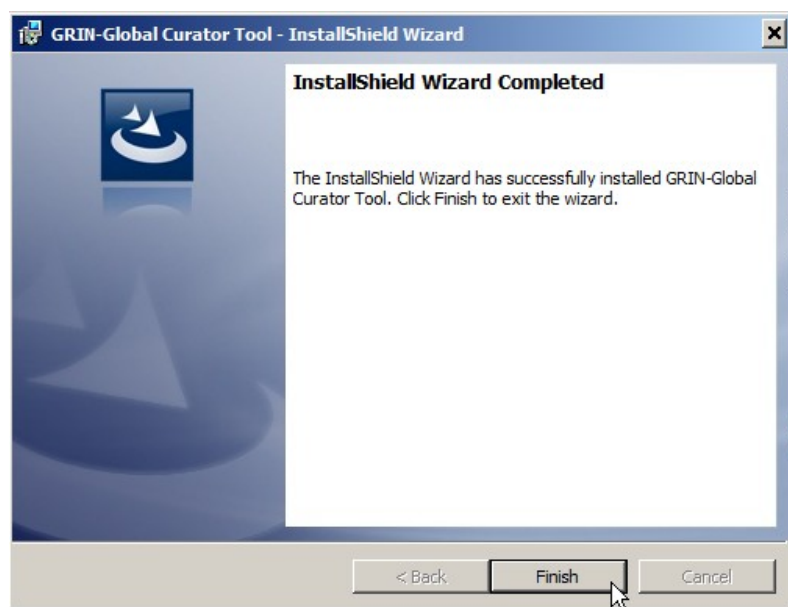 GRIN-Global Curator Tool - InstallShield Wizard
InstallShield Wizard Completed
The InstallShield Wizard has successfully installed GRIN-Global
Curator Tool. Click Finish to exit the wizard.
< Back
Finish
Cancel